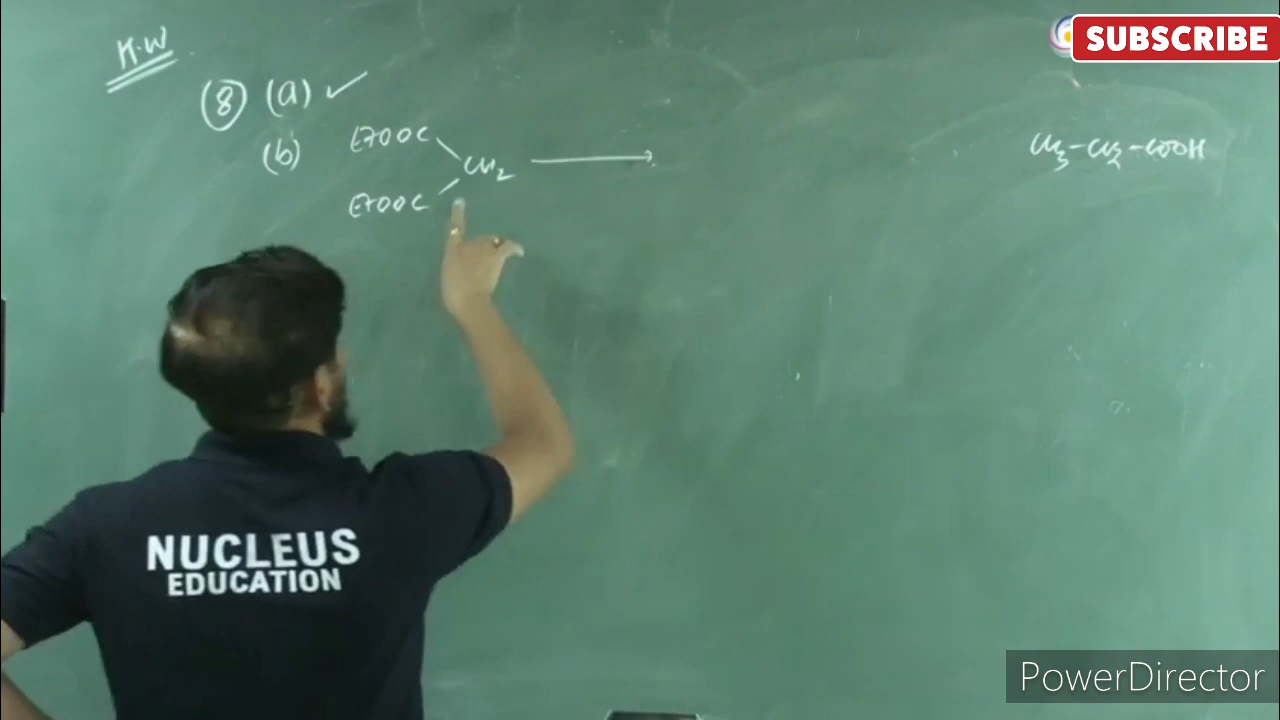 H.W
SUBSCRIBE
(8) (a) ✓
(b) EtOOC
CH2 →
EtOOC
CH3-CH2-COOH
NUCLEUS
EDUCATION
PowerDirector